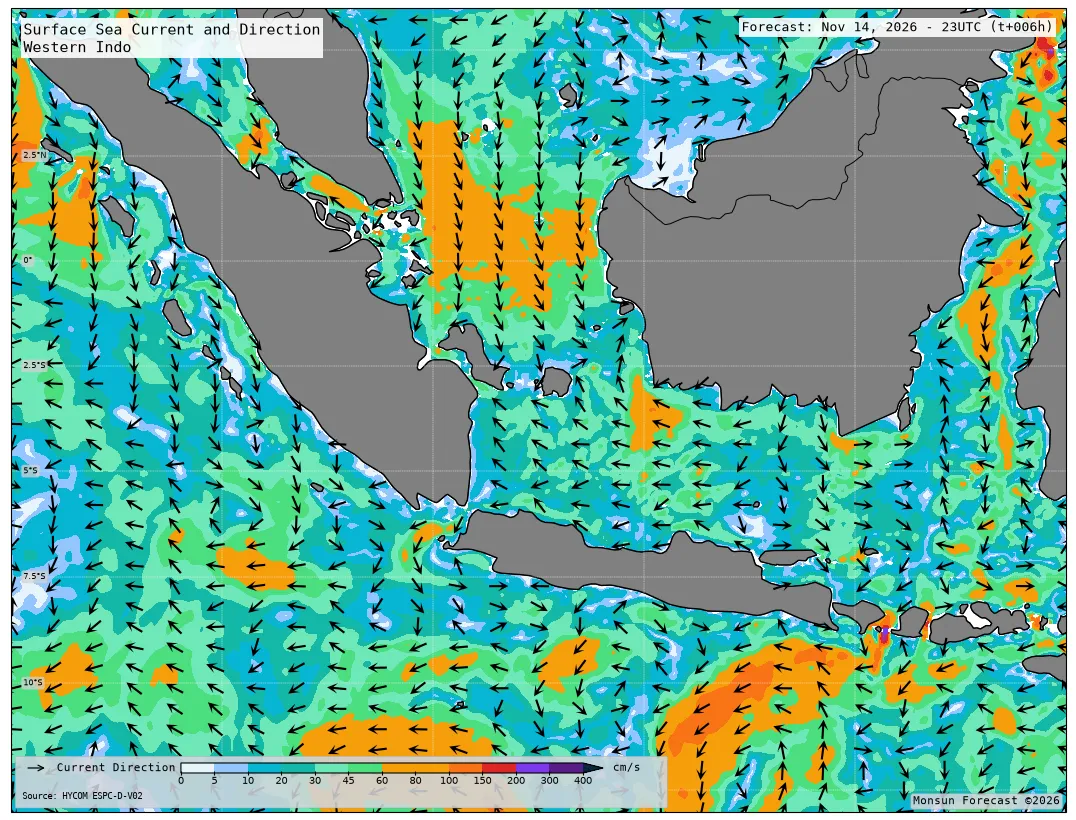 Surface Sea Current and Direction
Western Indo
Forecast: Nov 14, 2026 - 23UTC (t+006h)
2.5°N
0°
2.5°S
5°S
7.5°S
10°S
Current Direction
0 5 10 20 30 45 60 80 100 150 200 300 400 cm/s
Source: HYCOM ESPC-D-V02
Monsun Forecast ©2026